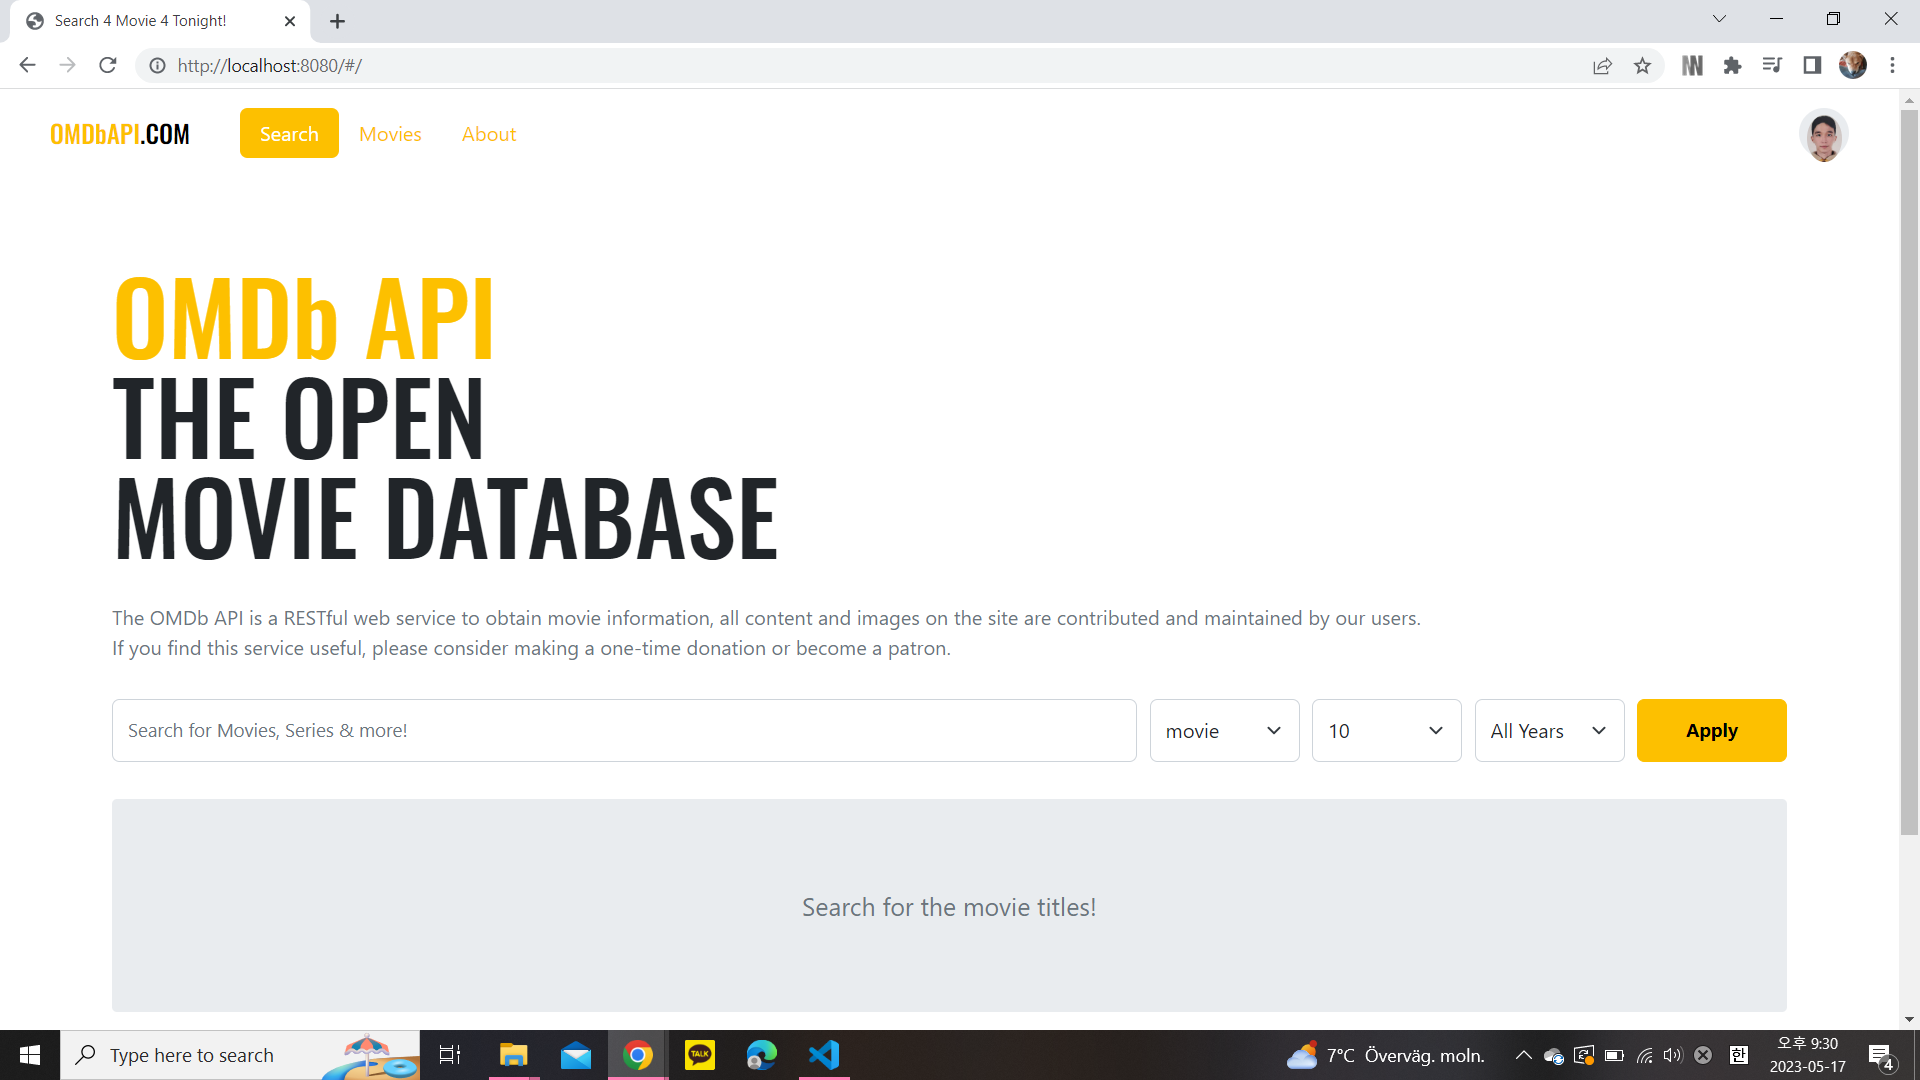 Search 4 Movie 4 Tonight!
http://localhost:8080/#/
OMDbAPI.COM
Search
Movies
About
OMDb API
THE OPEN
MOVIE DATABASE
The OMDb API is a RESTful web service to obtain movie information, all content and images on the site are contributed and maintained by our users.
If you find this service useful, please consider making a one-time donation or become a patron.
Search for Movies, Series & more!
movie
10
All Years
Apply
Search for the movie titles!
Type here to search
TALK
7°C Överväg. moln.
한
오후 9:30
2023-05-17
4